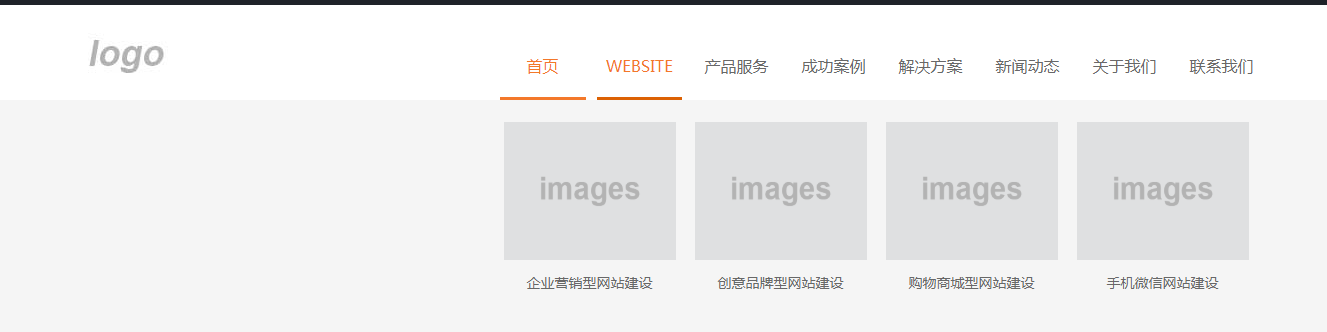 logo
首页 WEBSITE 产品服务 成功案例 解决方案 新闻动态 关于我们 联系我们
images images images images
企业营销型网站建设 创意品牌型网站建设 购物商城型网站建设 手机微信网站建设